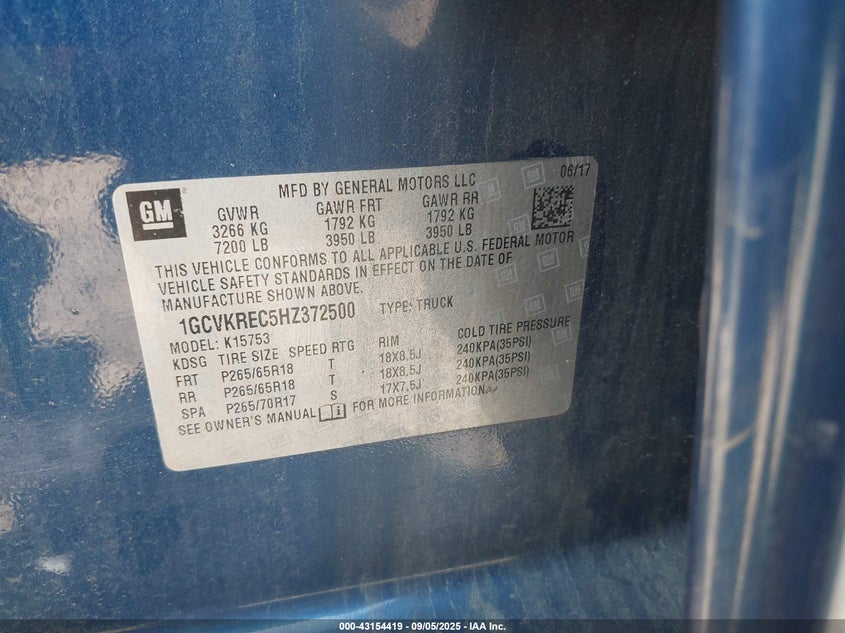 GM
MFD BY GENERAL MOTORS LLC 06/17
GVWR GAWR FRT GAWR RR
3266 KG 1792 KG 1792 KG
7200 LB 3950 LB 3950 LB
THIS VEHICLE CONFORMS TO ALL APPLICABLE U.S. FEDERAL MOTOR
VEHICLE SAFETY STANDARDS IN EFFECT ON THE DATE OF
MANUFACTURE SHOWN ABOVE.
1GCVKREC5HZ372500 TYPE: TRUCK
MODEL: K15753
KDSG TIRE SIZE SPEED RTG RIM COLD TIRE PRESSURE
FRT P265/65R18 T 18X8.5J 240KPA(35PSI)
RR P265/65R18 T 18X8.5J 240KPA(35PSI)
SPA P265/70R17 S 17X7.5J 240KPA(35PSI)
SEE OWNER'S MANUAL FOR MORE INFORMATION.
000-43154419 - 09/05/2025 - IAA Inc.